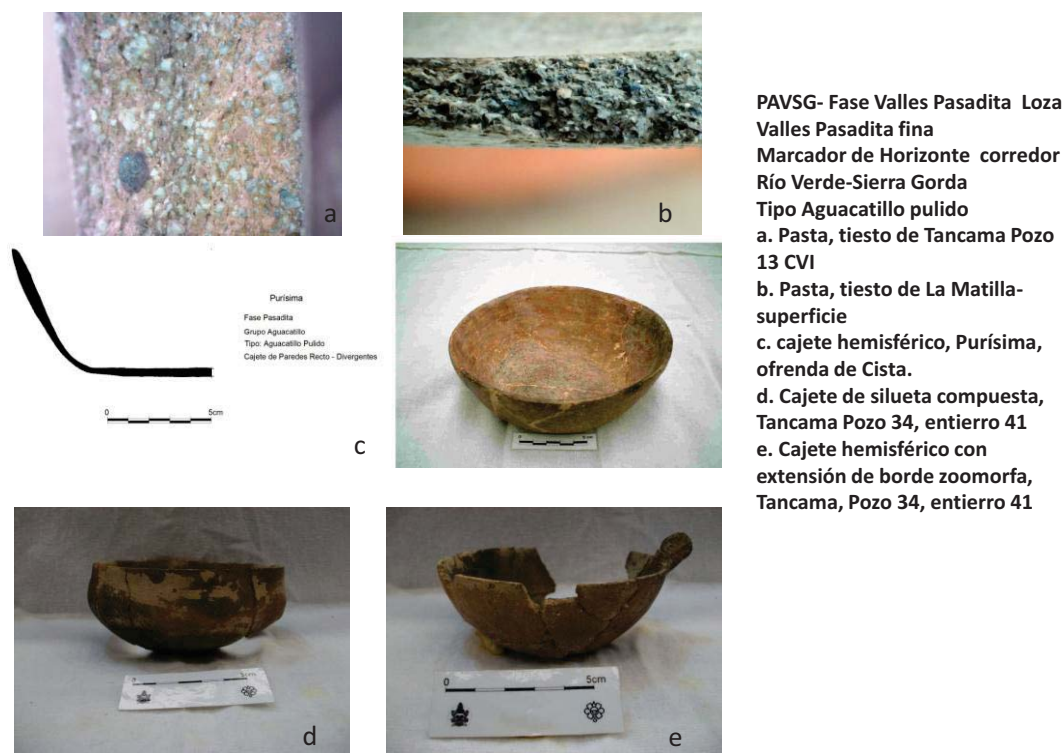 a
b
Purísima
Fase Pasadita
Grupo Aguacatillo
Tipo: Aguacatillo Pulido
Cajete de Paredes Recto - Divergentes
0 5cm
c
0 5cm
d
0 5cm
e
0 5cm
PAVSG- Fase Valles Pasadita Loza
Valles Pasadita fina
Marcador de Horizonte corredor
Río Verde-Sierra Gorda
Tipo Aguacatillo pulido
a. Pasta, tiesto de Tancama Pozo
13 CVI
b. Pasta, tiesto de La Matilla-
superficie
c. cajete hemisférico, Purísima,
ofrenda de Cista.
d. Cajete de silueta compuesta,
Tancama Pozo 34, entierro 41
e. Cajete hemisférico con
extensión de borde zoomorfa,
Tancama, Pozo 34, entierro 41